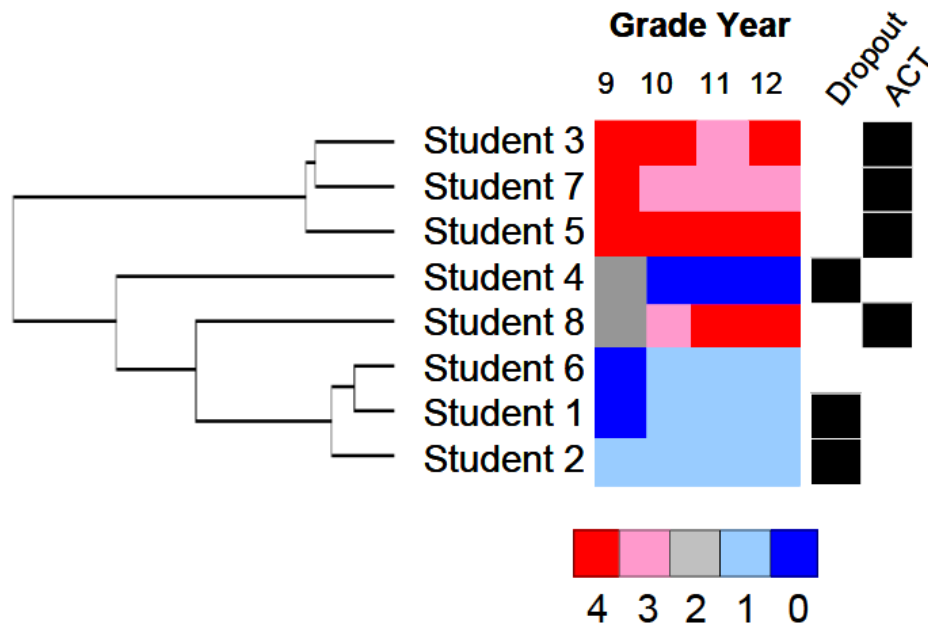 Grade Year
Dropout
ACT
9 10 11 12
Student 3
Student 7
Student 5
Student 4
Student 8
Student 6
Student 1
Student 2
4 3 2 1 0